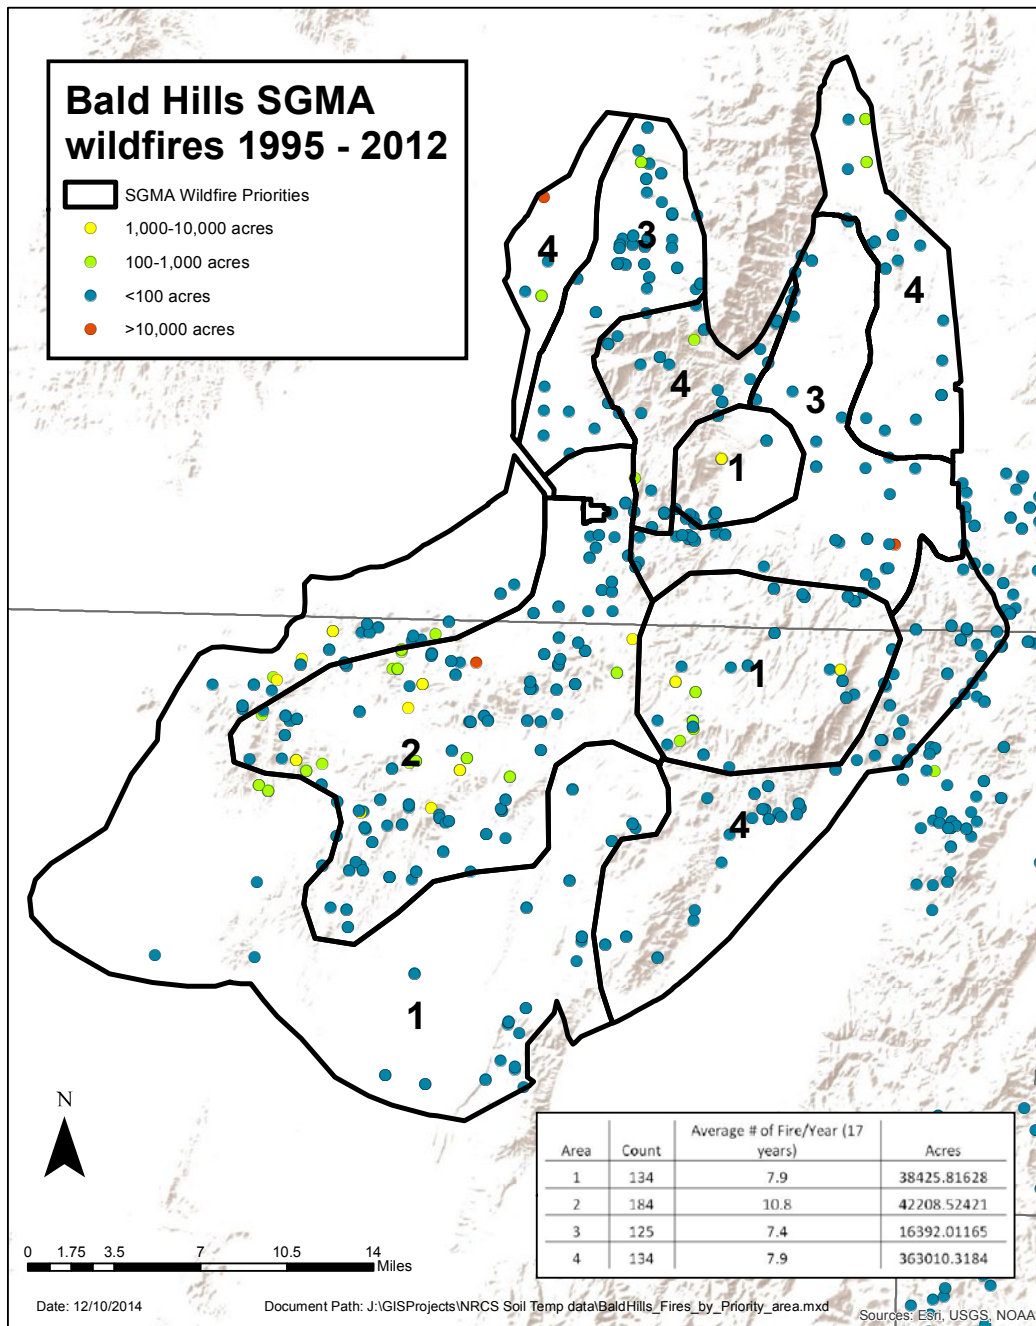 Bald Hills SGMA
wildfires 1995 - 2012
SGMA Wildfire Priorities
1,000-10,000 acres
100-1,000 acres
<100 acres
>10,000 acres
4
3
4
4
3
1
1
2
4
1
N
0 1.75 3.5 7 10.5 14
Miles
Area Count Average # of Fire/Year (17 years) Acres
1 134 7.9 38425.81628
2 184 10.8 42208.52421
3 125 7.4 16392.01165
4 134 7.9 363010.3184
Date: 12/10/2014
Document Path: J:\GISProjects\NRCS Soil Temp data\BaldHills_Fires_by_Priority_area.mxd
Sources: Esri, USGS, NOAA